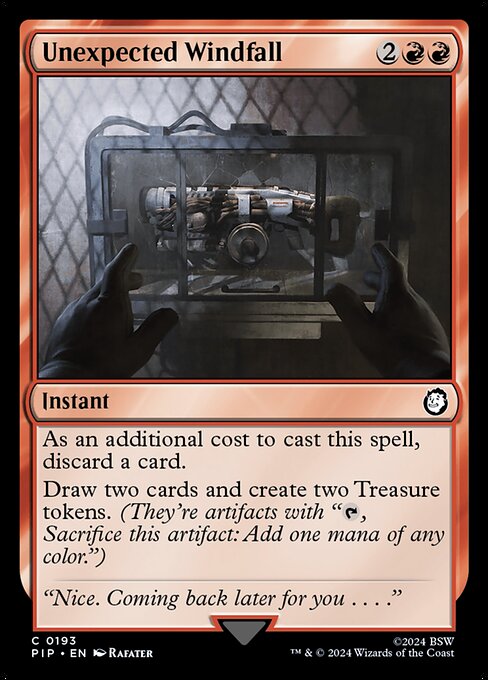 Unexpected Windfall 2
Instant
As an additional cost to cast this spell,
discard a card.
Draw two cards and create two Treasure
tokens. (They’re artifacts with “,
Sacrifice this artifact: Add one mana of any
color.”)
“Nice. Coming back later for you . . . .”
C 0193
PIP • EN Rafater
©2024 BSW
™ & © 2024 Wizards of the Coast